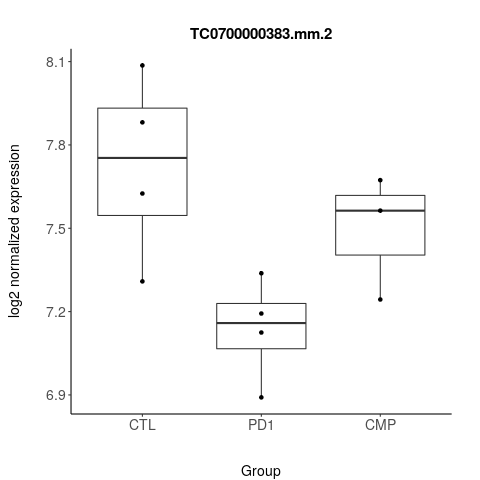 TC0700000383.mm.2
log2 normalized expression
8.1
7.8
7.5
7.2
6.9
CTL PD1 CMP
Group